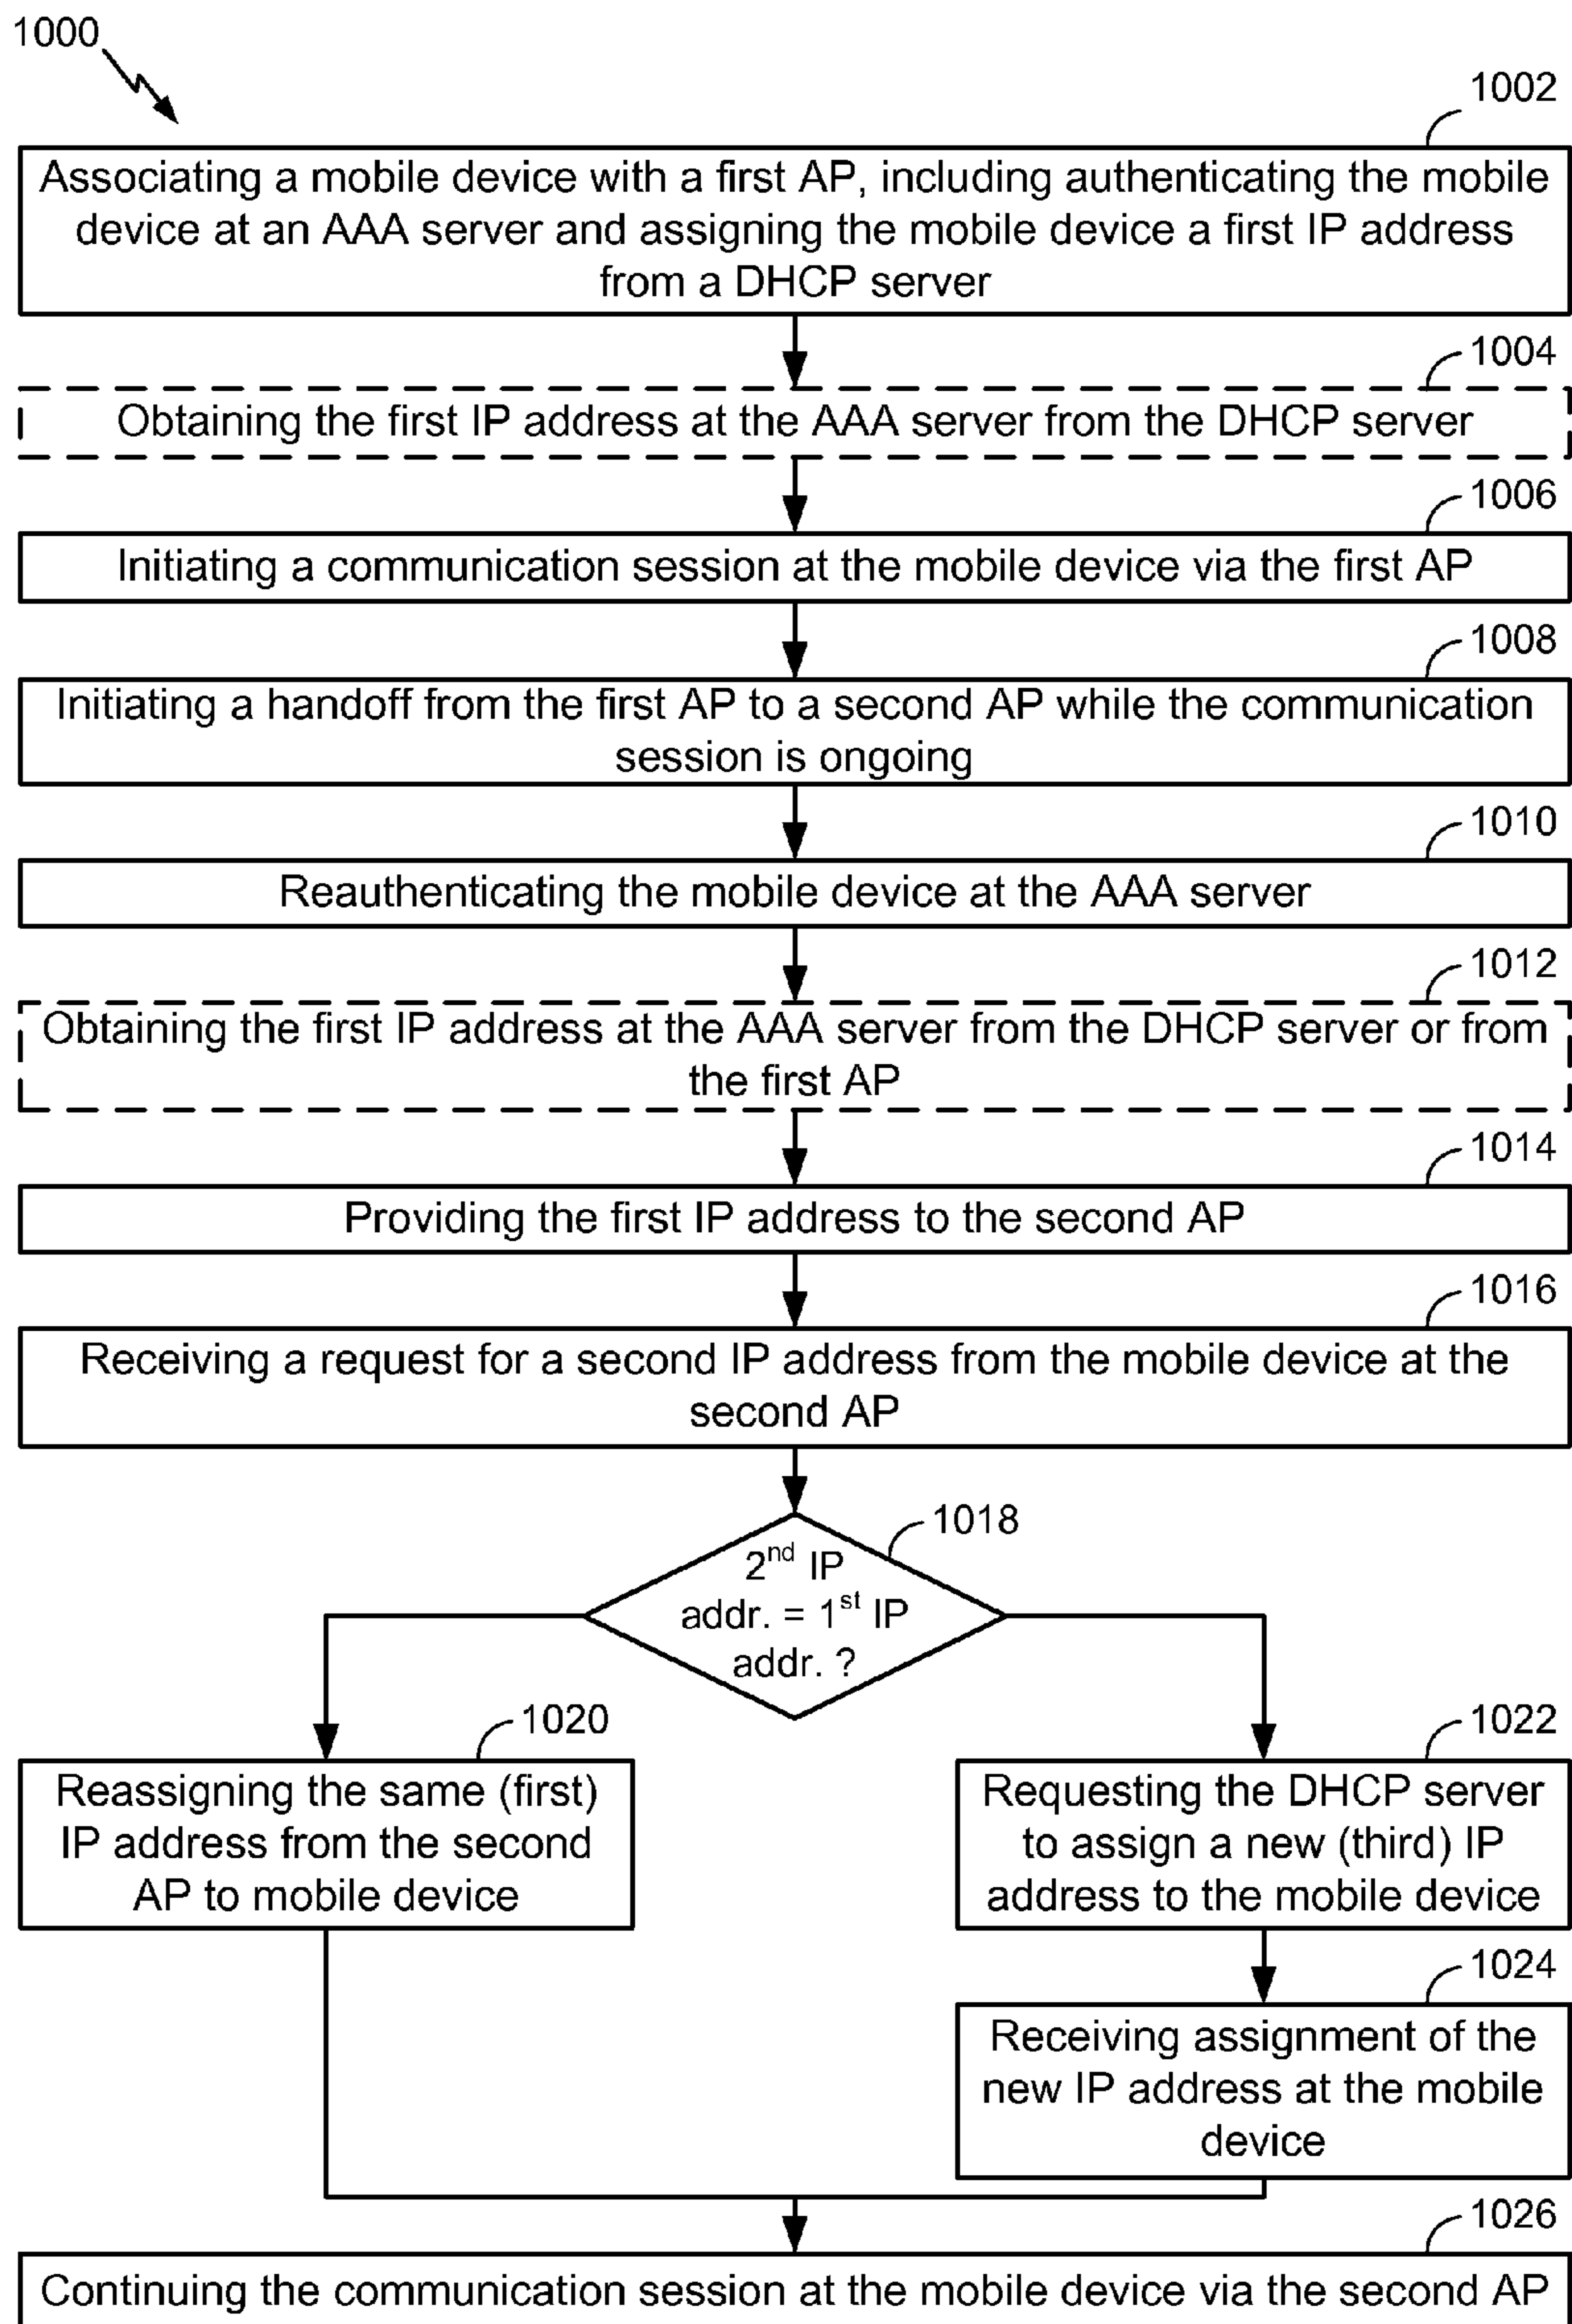 1000
1002
Associating a mobile device with a first AP, including authenticating the mobile
device at an AAA server and assigning the mobile device a first IP address
from a DHCP server
1004
Obtaining the first IP address at the AAA server from the DHCP server
1006
Initiating a communication session at the mobile device via the first AP
1008
Initiating a handoff from the first AP to a second AP while the communication
session is ongoing
1010
Reauthenticating the mobile device at the AAA server
1012
Obtaining the first IP address at the AAA server from the DHCP server or from
the first AP
1014
Providing the first IP address to the second AP
1016
Receiving a request for a second IP address from the mobile device at the
second AP
1018
2nd IP
addr. = 1st IP
addr. ?
1020
Reassigning the same (first)
IP address from the second
AP to mobile device
1022
Requesting the DHCP server
to assign a new (third) IP
address to the mobile device
1024
Receiving assignment of the
new IP address at the mobile
device
1026
Continuing the communication session at the mobile device via the second AP